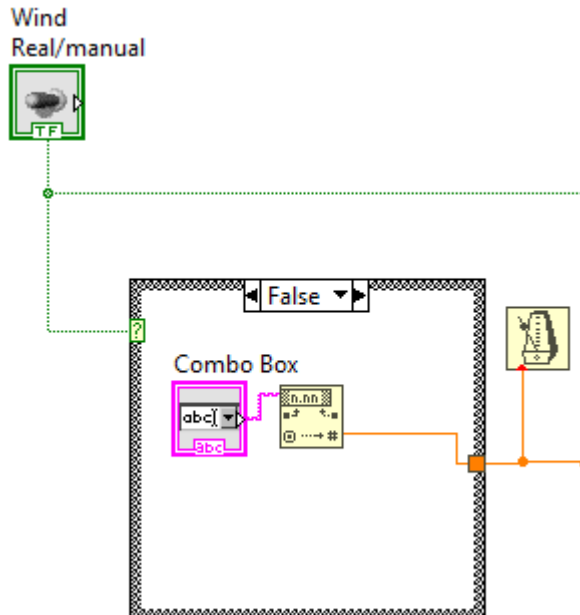 Wind
Real/manual
TF
False
?
Combo Box
abc
abc
n.nn
#